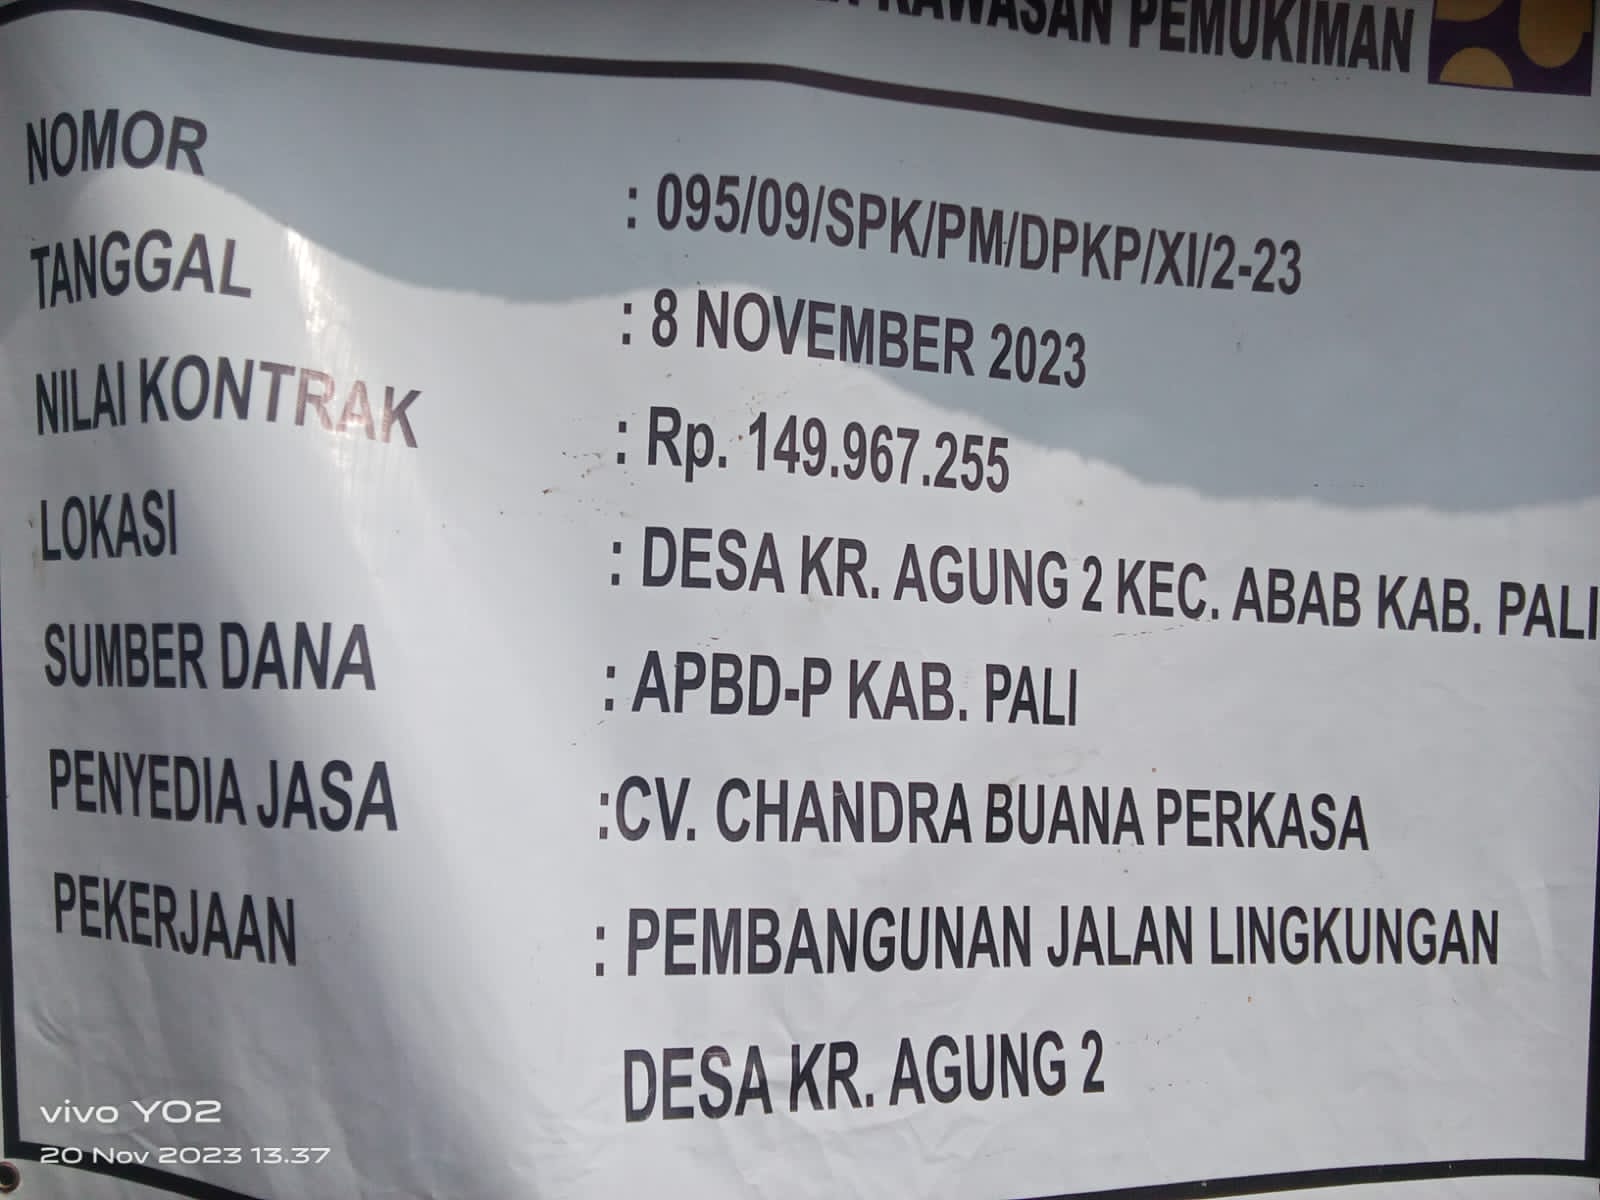 KAWASAN PEMUKIMAN
NOMOR : 095/09/SPK/PM/DPKP/XI/2-23
TANGGAL : 8 NOVEMBER 2023
NILAI KONTRAK : Rp. 149.967.255
LOKASI : DESA KR. AGUNG 2 KEC. ABAB KAB. PALI
SUMBER DANA : APBD-P KAB. PALI
PENYEDIA JASA :CV. CHANDRA BUANA PERKASA
PEKERJAAN : PEMBANGUNAN JALAN LINGKUNGAN
DESA KR. AGUNG 2
vivo Y02
20 Nov 2023 13.37